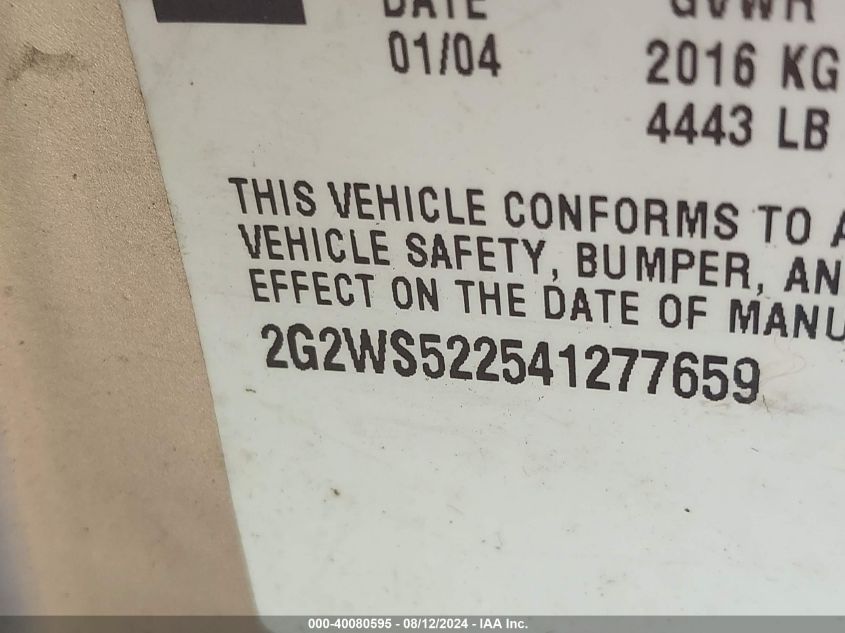 DATE GVWR
01/04 2016 KG
4443 LB
THIS VEHICLE CONFORMS TO A
VEHICLE SAFETY, BUMPER, AN
EFFECT ON THE DATE OF MANU
2G2WS522541277659
000-40080595 - 08/12/2024 - IAA Inc.